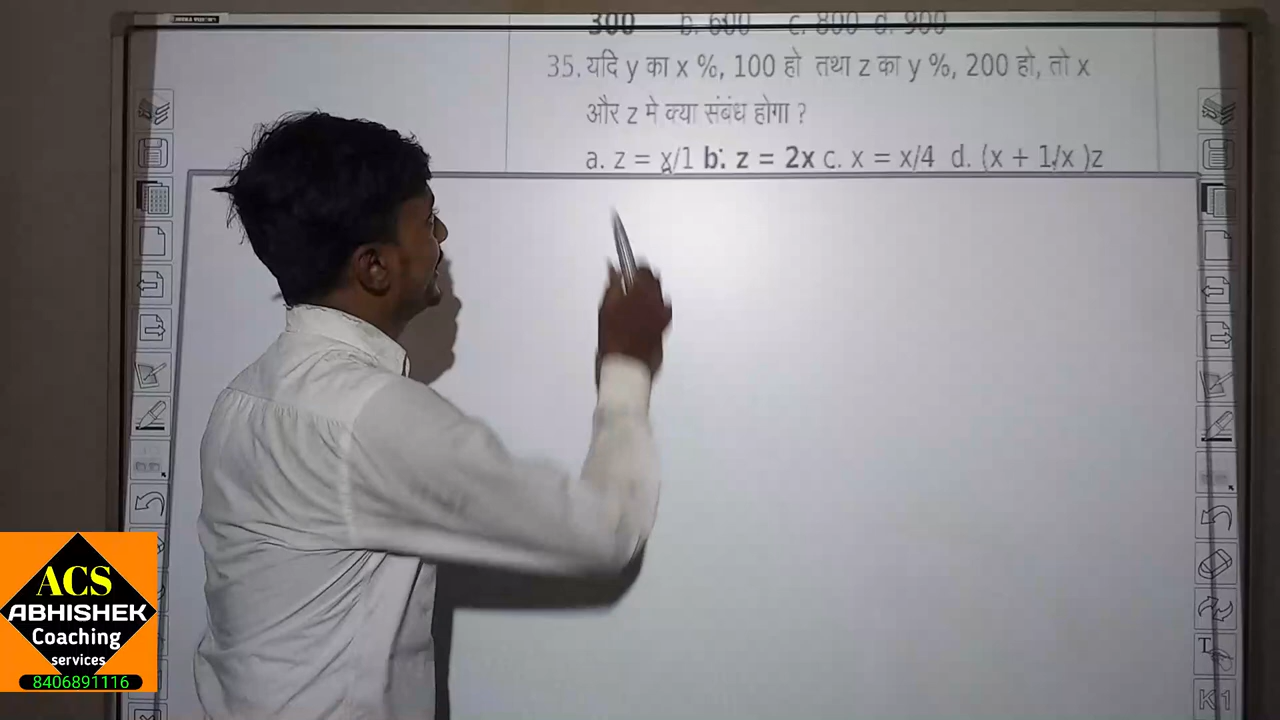 300 b. 600 c. 800 d. 900
35. यदि y का x %, 100 हो तथा z का y %, 200 हो, तो x
और z मे क्या संबंध होगा ?
a. z = x/1 b. z = 2x c. x = x/4 d. (x + 1/x )z
K1
ACS
ABHISHEK
Coaching
services
8406891116